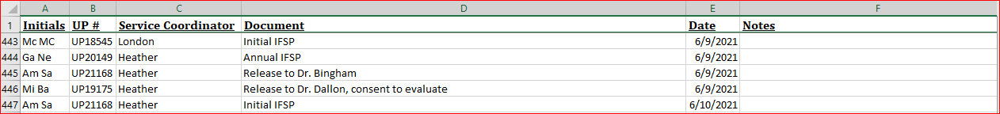 A B C D E F
1 Initials UP # Service Coordinator Document Date Notes
443 Mc MC UP18545 London Initial IFSP 6/9/2021
444 Ga Ne UP20149 Heather Annual IFSP 6/9/2021
445 Am Sa UP21168 Heather Release to Dr. Bingham 6/9/2021
446 Mi Ba UP19175 Heather Release to Dr. Dallon, consent to evaluate 6/9/2021
447 Am Sa UP21168 Heather Initial IFSP 6/10/2021